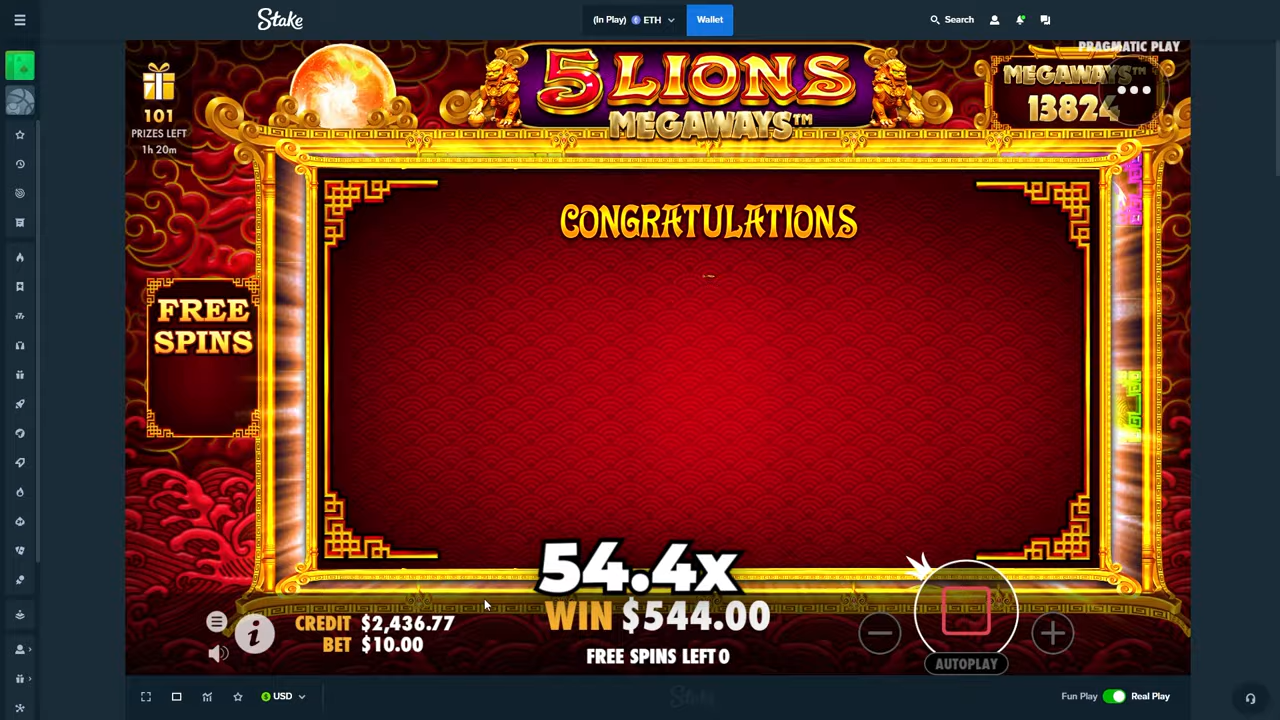 Stake
(In Play) ETH
Wallet
Search
PRAGMATIC PLAY
5 LIONS
MEGAWAYS™
MEGAWAYS™
13824
101
PRIZES LEFT
1h 20m
CONGRATULATIONS
FREE
SPINS
54.4x
WIN $544.00
CREDIT $2,436.77
BET $10.00
FREE SPINS LEFT 0
AUTOPLAY
USD
Stake
Fun Play
Real Play